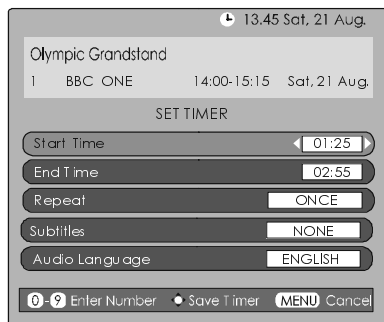 13.45 Sat, 21 Aug.
Olympic Grandstand
1 BBC ONE 14:00-15:15 Sat, 21 Aug.
SET TIMER
Start Time 01:25
End Time 02:55
Repeat ONCE
Subtitles NONE
Audio Language ENGLISH
0-9 Enter Number Save Timer MENU Cancel